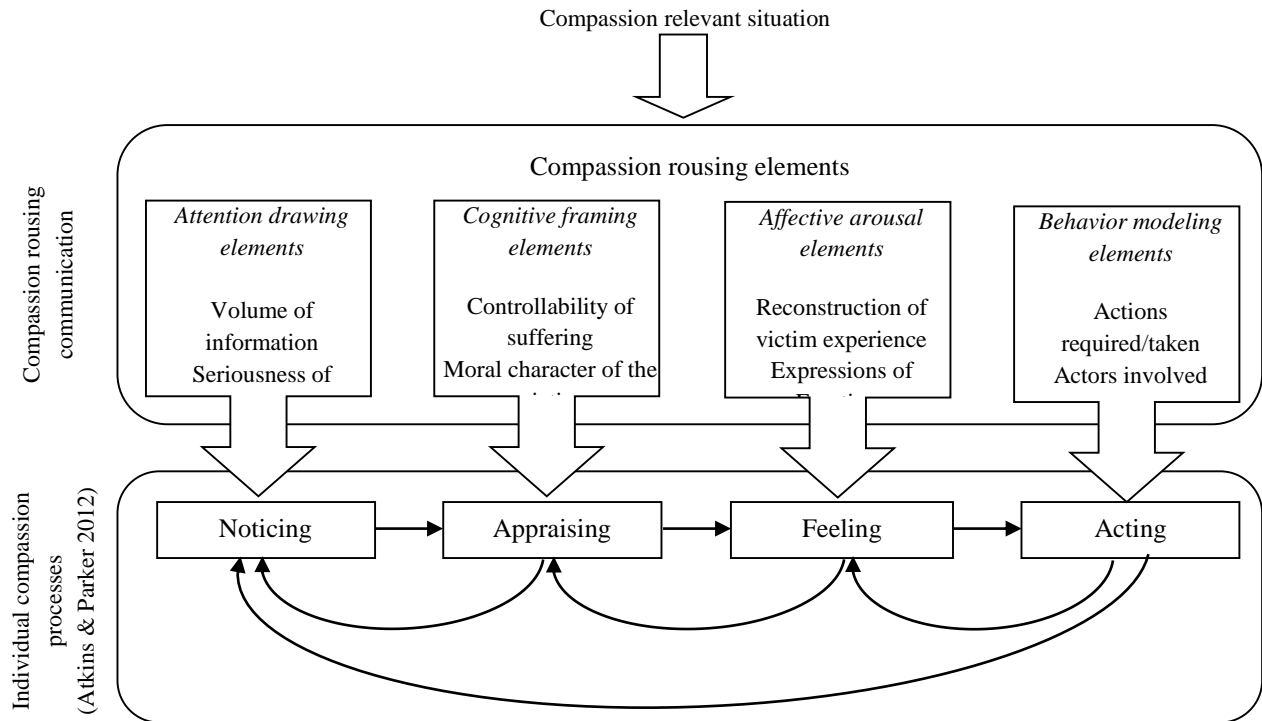 Compassion relevant situation
Compassion rousing communication
Compassion rousing elements
Attention drawing
elements
Volume of
information
Seriousness of
Cognitive framing
elements
Controllability of
suffering
Moral character of the
Affective arousal
elements
Reconstruction of
victim experience
Expressions of
Behavior modeling
elements
Actions
required/taken
Actors involved
Individual compassion
processes
(Atkins & Parker 2012)
Noticing
Appraising
Feeling
Acting